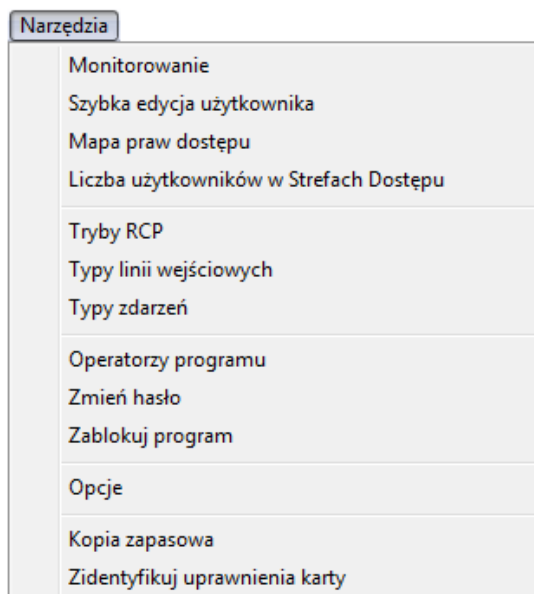 Narzędzia
Monitorowanie
Szybka edycja użytkownika
Mapa praw dostępu
Liczba użytkowników w Strefach Dostępu
Tryby RCP
Typy linii wejściowych
Typy zdarzeń
Operatorzy programu
Zmień hasło
Zablokuj program
Opcje
Kopia zapasowa
Zidentyfikuj uprawnienia karty